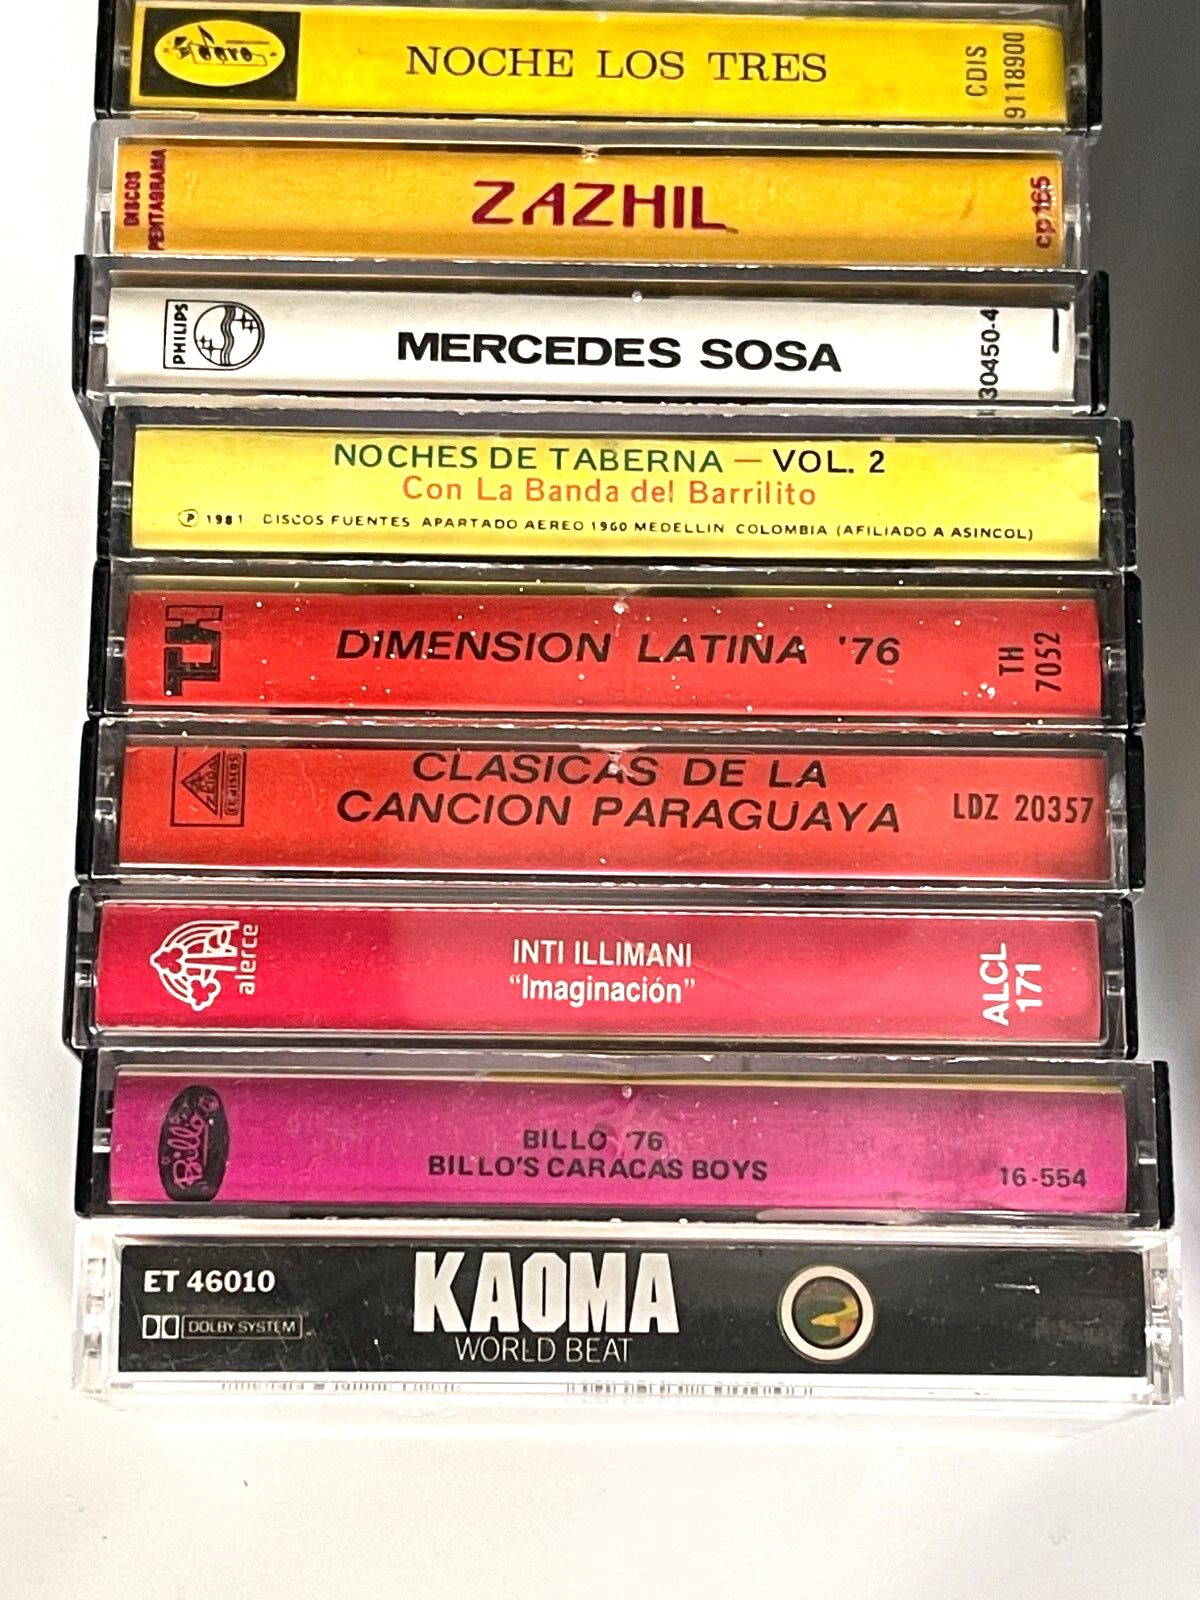 NOCHE LOS TRES
CDIS
9118900
DISCOS
PENTAGRAMA
ZAZHIL
cp165
PHILIPS
MERCEDES SOSA
30450-4
NOCHES DE TABERNA — VOL. 2
Con La Banda del Barrilito
Ⓟ 1981 DISCOS FUENTES APARTADO AEREO 1960 MEDELLIN COLOMBIA (AFILIADO A ASINCOL)
TH
DIMENSION LATINA '76
TH
7052
CLASICAS DE LA
CANCION PARAGUAYA
LDZ 20357
alerce
INTI ILLIMANI
“Imaginación”
ALCL
171
Billo
BILLO '76
BILLO'S CARACAS BOYS
16-554
ET 46010
DOLBY SYSTEM
KAOMA
WORLD BEAT